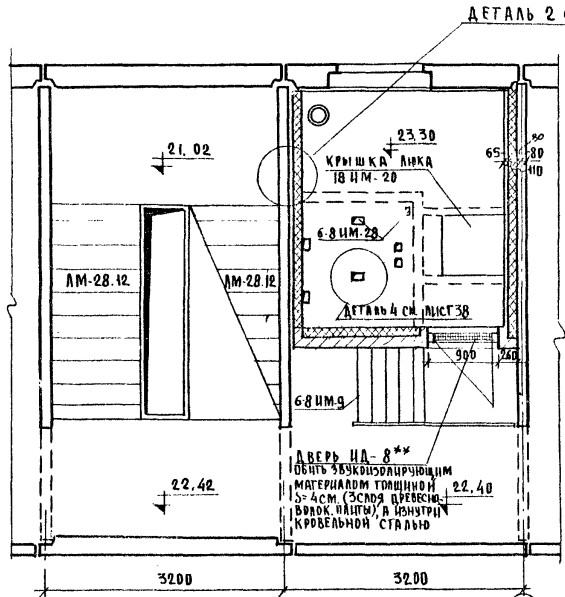 ДЕТАЛЬ 2
21,02
23,30
КРЫШКА ЛЮКА
18 ИМ-20
65
80
80
110
6-8 ИМ-28
ЛМ-28.12
ЛМ-28.12
ДЕТАЛЬ 4 СМ. ЛИСТ 38
900
260
6-8 ИМ-9
ДВЕРЬ ИД-8**
ОБИТЬ ЗВУКОИЗОЛИРУЮЩИМ
МАТЕРИАЛОМ ТОЛЩИНОЙ
S=4СМ. (3СЛОЯ ДРЕВЕСНО-
ВОЛОК. ПЛИТЫ), А ИЗНУТРИ
КРОВЕЛЬНОЙ СТАЛЬЮ
22,42
22,40
3200
3200